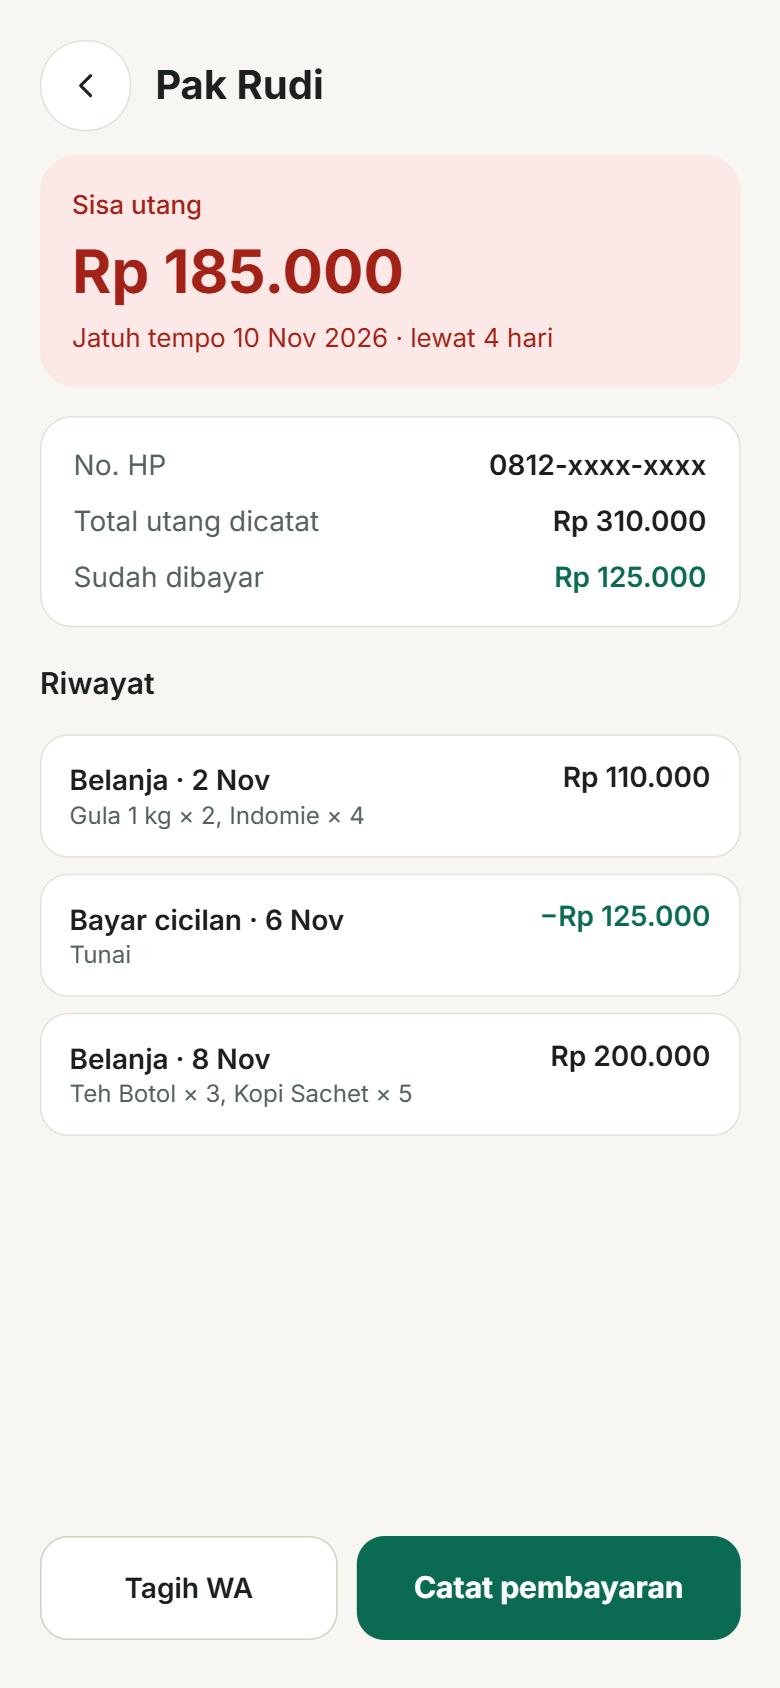 Pak Rudi
Sisa utang
Rp 185.000
Jatuh tempo 10 Nov 2026 · lewat 4 hari
No. HP 0812-xxxx-xxxx
Total utang dicatat Rp 310.000
Sudah dibayar Rp 125.000
Riwayat
Belanja · 2 Nov Rp 110.000
Gula 1 kg × 2, Indomie × 4
Bayar cicilan · 6 Nov −Rp 125.000
Tunai
Belanja · 8 Nov Rp 200.000
Teh Botol × 3, Kopi Sachet × 5
Tagih WA Catat pembayaran